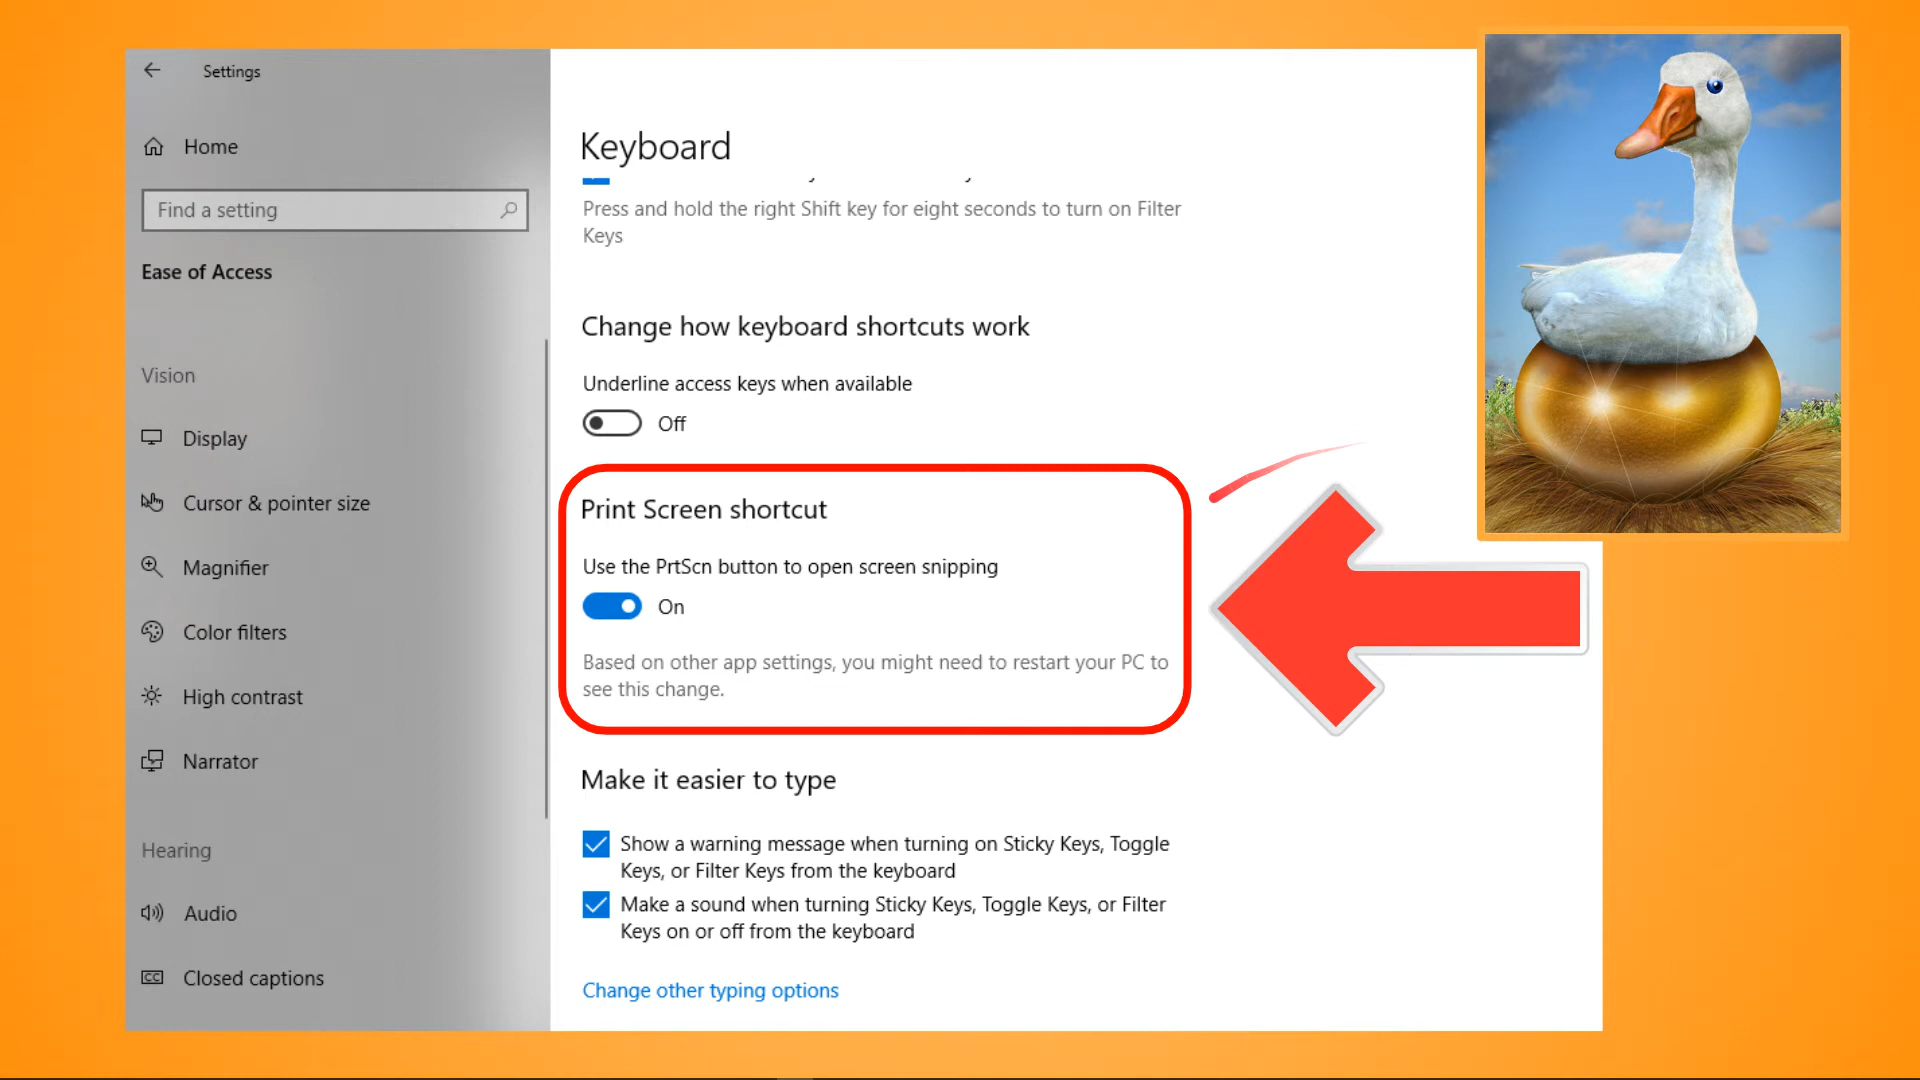 Settings
Home
Find a setting
Ease of Access
Vision
Display
Cursor & pointer size
Magnifier
Color filters
High contrast
Narrator
Hearing
Audio
Closed captions
Keyboard
Press and hold the right Shift key for eight seconds to turn on Filter
Keys
Change how keyboard shortcuts work
Underline access keys when available
Off
Print Screen shortcut
Use the PrtScn button to open screen snipping
On
Based on other app settings, you might need to restart your PC to
see this change.
Make it easier to type
Show a warning message when turning on Sticky Keys, Toggle
Keys, or Filter Keys from the keyboard
Make a sound when turning Sticky Keys, Toggle Keys, or Filter
Keys on or off from the keyboard
Change other typing options